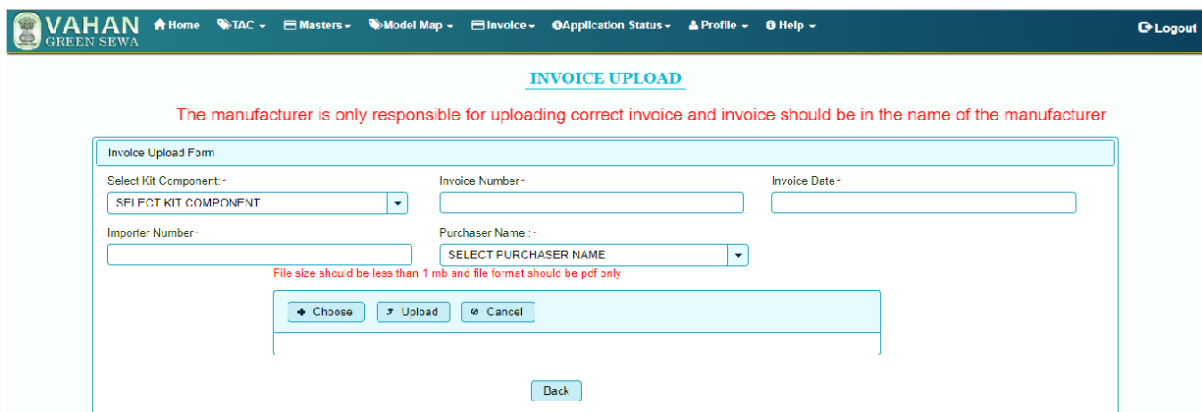 VAHAN
GREEN SEWA
Home TAC Masters Model Map Invoice Application Status Profile Help Logout
INVOICE UPLOAD
The manufacturer is only responsible for uploading correct invoice and invoice should be in the name of the manufacturer
Invoice Upload Form
Select Kit Component: Invoice Number Invoice Date
SELECT KIT COMPONENT
Importer Number Purchaser Name :
SELECT PURCHASER NAME
File size should be less than 1 mb and file format should be pdf only
Choose Upload Cancel
Back